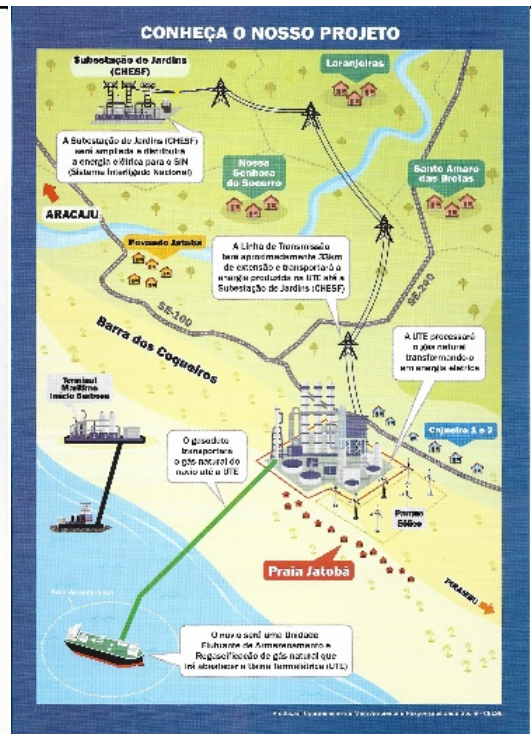 CONHEÇA O NOSSO PROJETO
Subestação de Jardins
(CHESF)
Laranjeiras
A Subestação de Jardins (CHESF)
será ampliada e distribuirá
a energia elétrica para o SIN
(Sistema Interligado Nacional)
Nossa
Senhora
do Socorro
Santo Amaro
das Brotas
ARACAJU
Povoado Jatobá
A Linha de Transmissão
terá aproximadamente 33km
de extensão e transportará a
energia produzida na UTE até a
Subestação de Jardins (CHESF)
SE-100
SE-240
Barra dos Coqueiros
A UTE processará
o gás natural
transformando-o
em energia elétrica
Terminal
Marítimo
Inácio Barbosa
Cajueiro 1 e 2
O gasoduto
transportará
o gás natural do
navio até a UTE
Parque
Eólico
Praia Jatobá
PIRAMBU
O navio será uma Unidade
Flutuante de Armazenamento e
Regaseificação de gás natural que
irá abastecer a Usina Termelétrica (UTE)